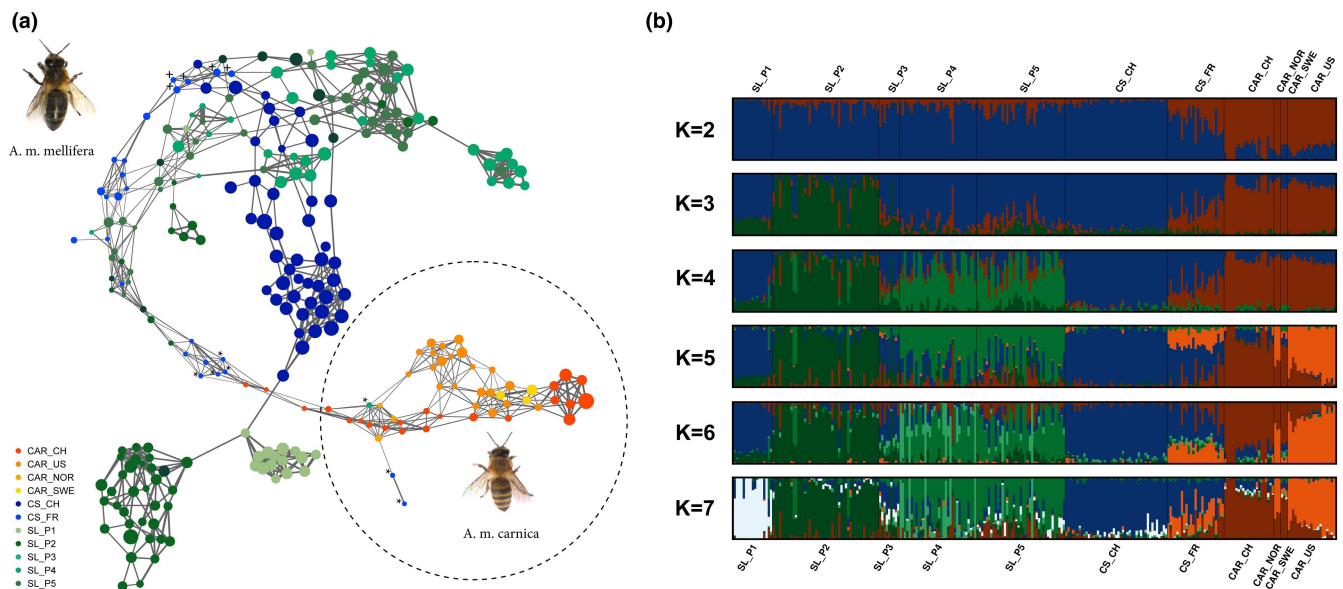 (a)
A. m. mellifera
+
+
+
+
*
*
*
*
*
*
*
A. m. carnica
CAR_CH
CAR_US
CAR_NOR
CAR_SWE
CS_CH
CS_FR
SL_P1
SL_P2
SL_P3
SL_P4
SL_P5
(b)
SL_P1 SL_P2 SL_P3 SL_P4 SL_P5 CS_CH CS_FR CAR_CH CAR_NOR CAR_SWE CAR_US
K=2
K=3
K=4
K=5
K=6
K=7
SL_P1 SL_P2 SL_P3 SL_P4 SL_P5 CS_CH CS_FR CAR_CH CAR_NOR CAR_SWE CAR_US